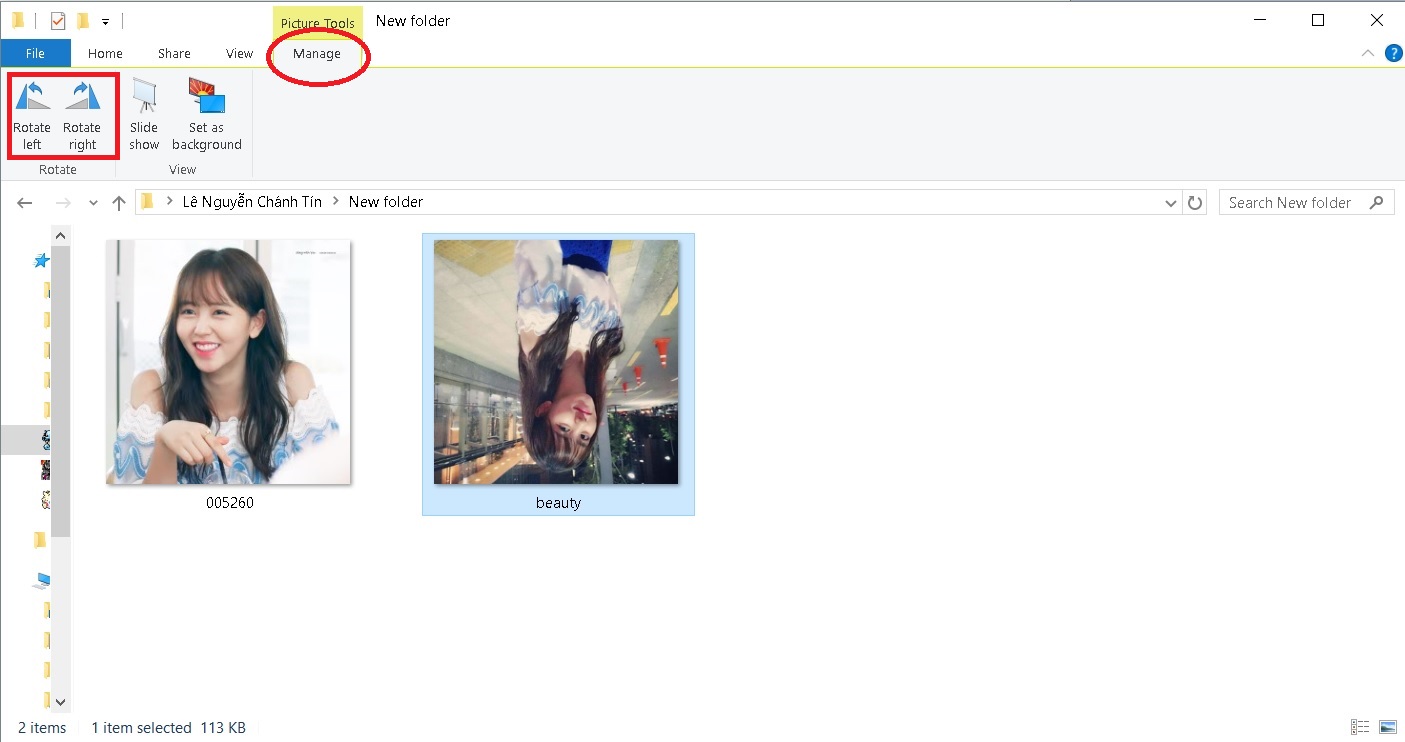 Picture Tools
New folder
File
Home
Share
View
Manage
Rotate left
Rotate right
Slide show
Set as background
Rotate
View
Lê Nguyễn Chánh Tín
New folder
Search New folder
005260
beauty
2 items
1 item selected 113 KB